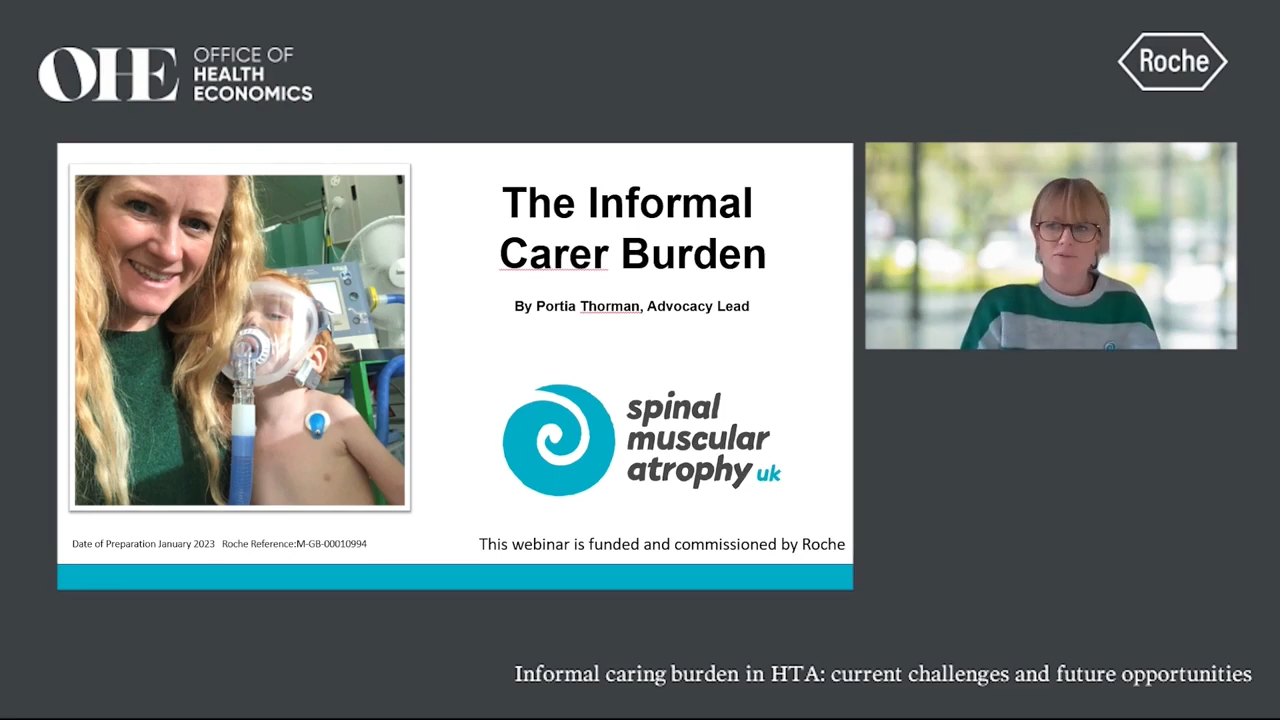 OHE
OFFICE OF
HEALTH
ECONOMICS
Roche
The Informal
Carer Burden
By Portia Thorman, Advocacy Lead
spinal
muscular
atrophy uk
Date of Preparation January 2023 Roche Reference:M-GB-00010994
This webinar is funded and commissioned by Roche
Informal caring burden in HTA: current challenges and future opportunities